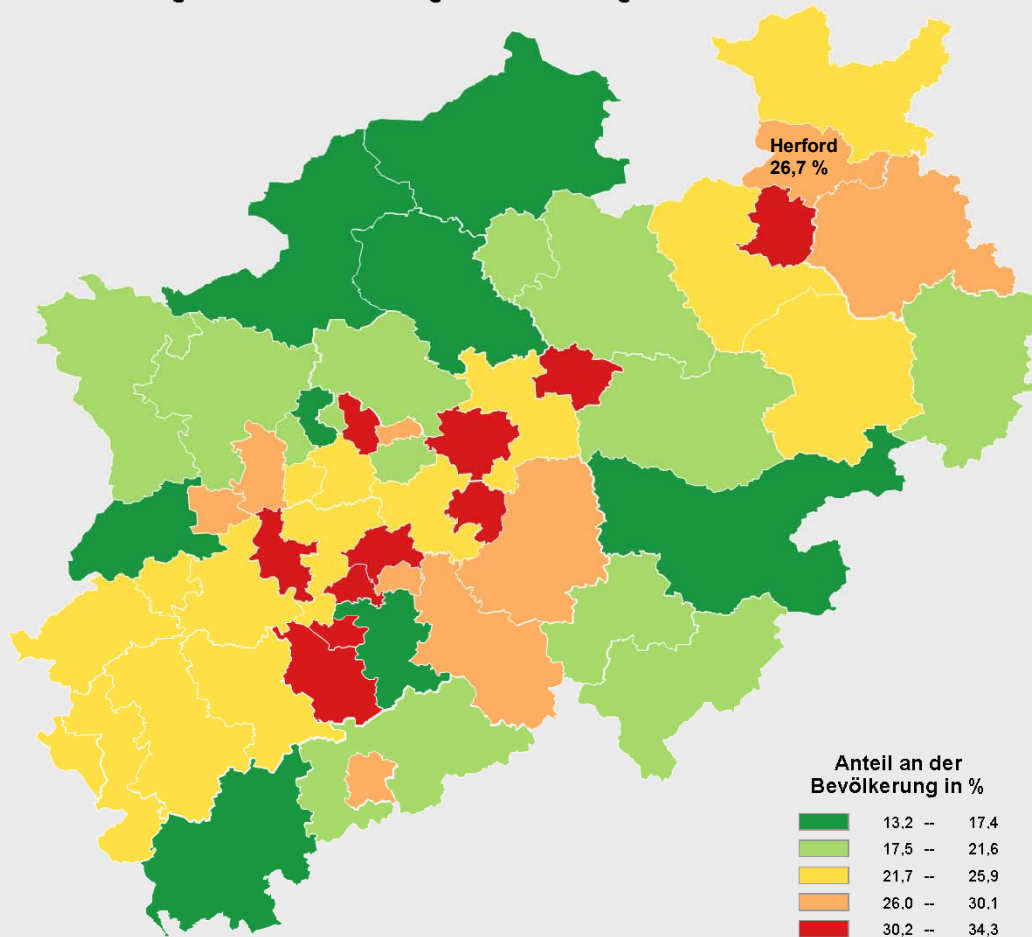 Herford
26,7 %
Anteil an der
Bevölkerung in %
13,2 -- 17,4
17,5 -- 21,6
21,7 -- 25,9
26,0 -- 30,1
30,2 -- 34,3